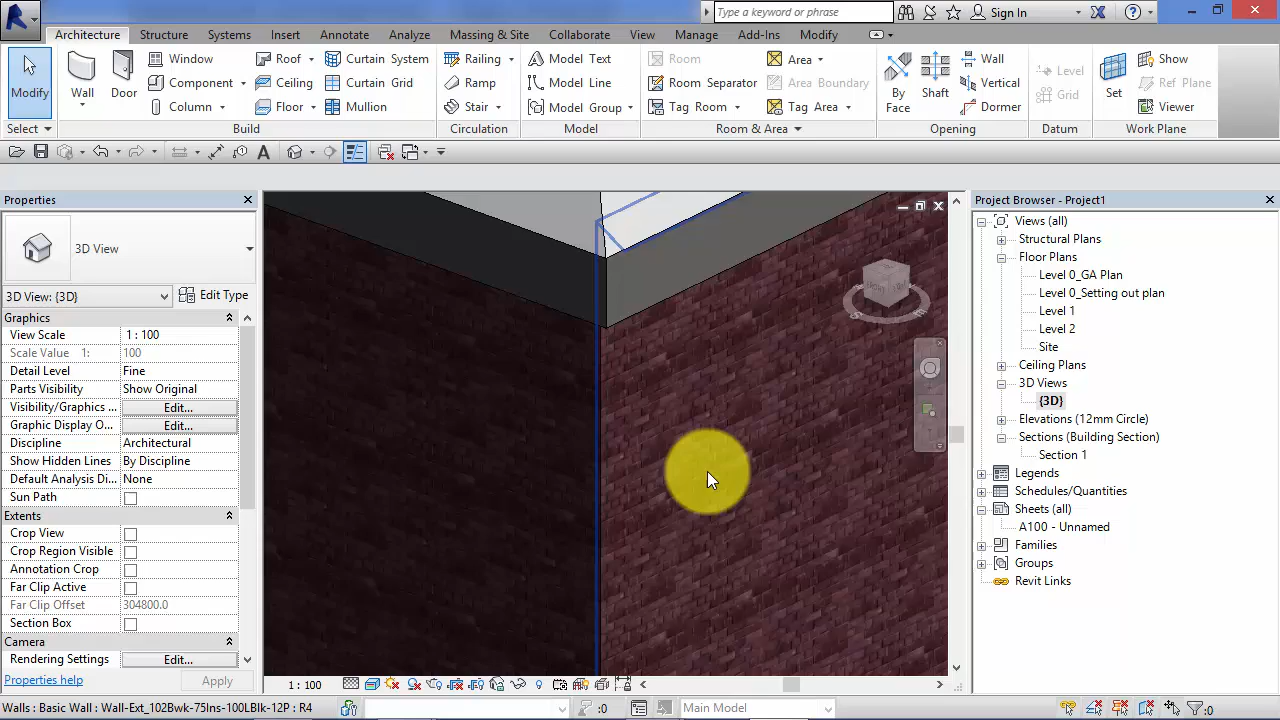 Type a keyword or phrase
Sign In
Architecture Structure Systems Insert Annotate Analyze Massing & Site Collaborate View Manage Add-Ins Modify
Modify
Wall
Door
Window
Component
Column
Roof
Ceiling
Floor
Curtain System
Curtain Grid
Mullion
Railing
Ramp
Stair
Model Text
Model Line
Model Group
Room
Room Separator
Tag Room
Area
Area Boundary
Tag Area
By
Face
Shaft
Wall
Vertical
Dormer
Level
Grid
Set
Show
Ref Plane
Viewer
Select Build Circulation Model Room & Area Opening Datum Work Plane
Properties
3D View
3D View: {3D} Edit Type
Graphics
View Scale 1 : 100
Scale Value 1: 100
Detail Level Fine
Parts Visibility Show Original
Visibility/Graphics ... Edit...
Graphic Display O... Edit...
Discipline Architectural
Show Hidden Lines By Discipline
Default Analysis Di... None
Sun Path
Extents
Crop View
Crop Region Visible
Annotation Crop
Far Clip Active
Far Clip Offset 304800.0
Section Box
Camera
Rendering Settings Edit...
Properties help Apply
1 : 100
Project Browser - Project1
Views (all)
Structural Plans
Floor Plans
Level 0_GA Plan
Level 0_Setting out plan
Level 1
Level 2
Site
Ceiling Plans
3D Views
{3D}
Elevations (12mm Circle)
Sections (Building Section)
Section 1
Legends
Schedules/Quantities
Sheets (all)
A100 - Unnamed
Families
Groups
Revit Links
Walls : Basic Wall : Wall-Ext_102Bwk-75Ins-100LBlk-12P : R4
:0
Main Model
:0